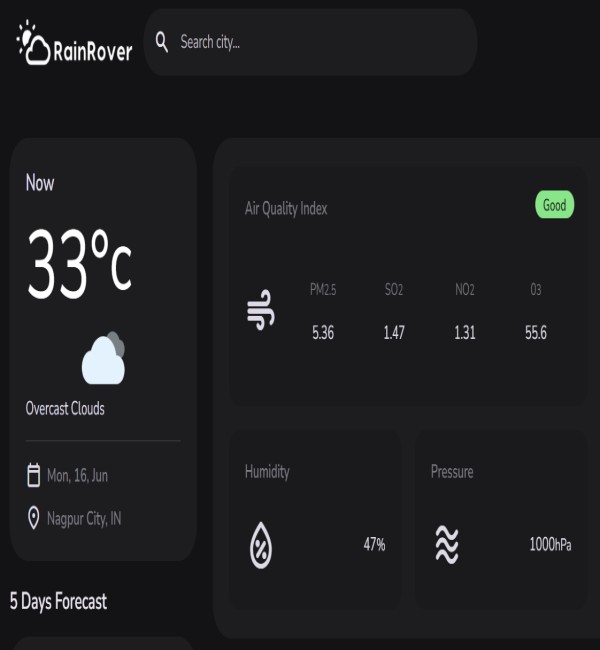 RainRover
Search city...
Now
33°c
Overcast Clouds
Mon, 16, Jun
Nagpur City, IN
5 Days Forecast
Air Quality Index
Good
PM2.5 SO2 NO2 03
5.36 1.47 1.31 55.6
Humidity
47%
Pressure
1000hPa